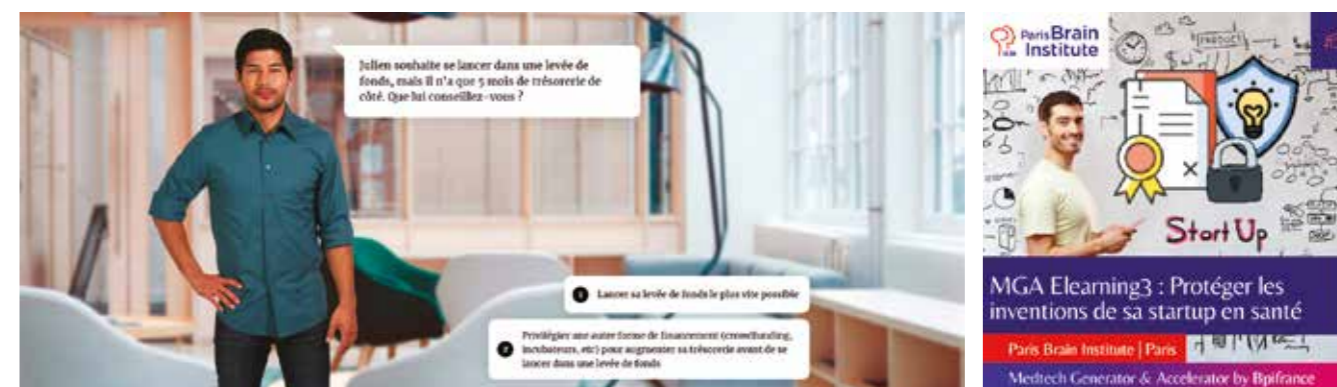 Julien souhaite se lancer dans une levée de
fonds, mais il n'a que 5 mois de trésorerie de
côté. Que lui conseillez-vous ?
1 Lancer sa levée de fonds le plus vite possible
2 Privilégier une autre forme de financement (crowdfunding,
incubateurs, etc) pour augmenter sa trésorerie avant de se
lancer dans une levée de fonds
Paris Brain
Institute
PRODUCT
Start Up
MGA Elearning3 : Protéger les
inventions de sa startup en santé
Paris Brain Institute | Paris
Medtech Generator & Accelerator by Bpifrance